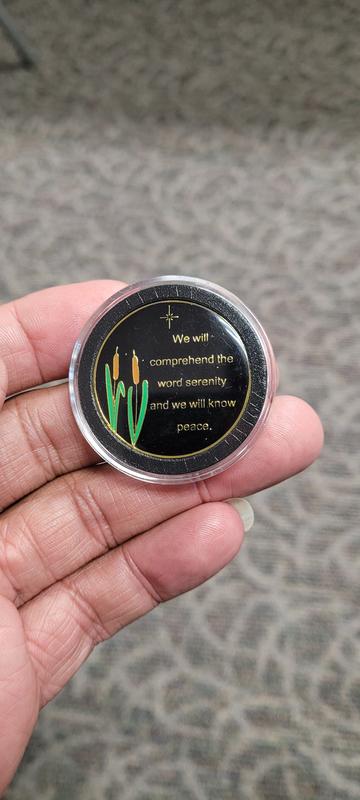 We will
comprehend the
word serenity
and we will know
peace.